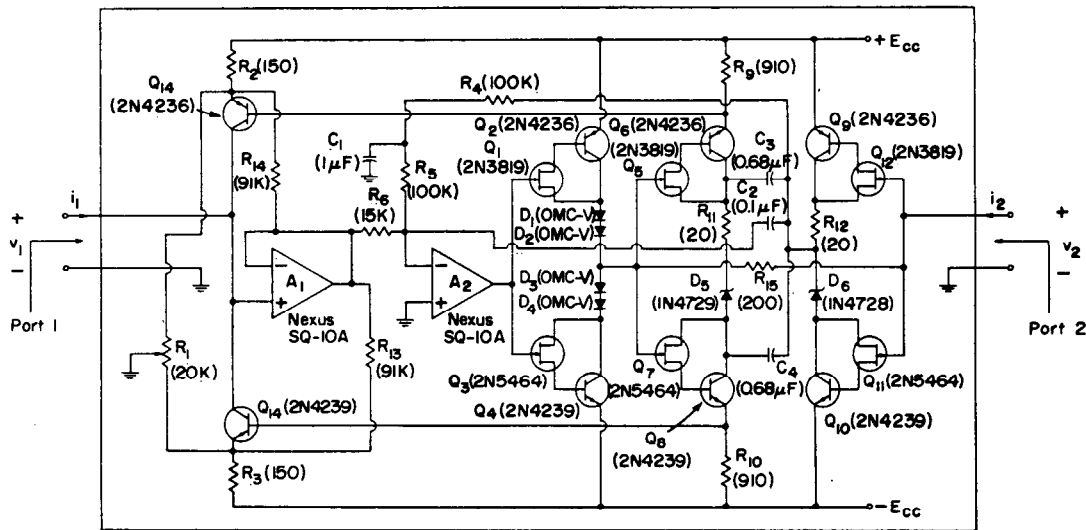 R2(150)
+Ecc
Q14
(2N4236)
R4(100K)
R9(910)
Q2(2N4236)
Q6(2N4236)
Q9(2N4236)
C1
(1μF)
Q1
(2N3819)
(2N3819)
Q5
C3
(0.68μF)
Q12(2N3819)
R14
(91K)
R5
(100K)
R6
(15K)
C2
(0.1μF)
i1
+
v1
-
Port 1
D1(OMC-V)
D2(OMC-V)
R11
(20)
R12
(20)
i2
+
v2
-
Port 2
-
A1
+
Nexus
SQ-10A
-
A2
+
Nexus
SQ-10A
D3(OMC-V)
D4(OMC-V)
D5
(1N4729)
R15
(200)
D6
(1N4728)
R1
(20K)
R13
(91K)
Q3(2N5464)
Q7
(2N5464)
C4
(0.68μF)
Q11(2N5464)
Q14(2N4239)
Q4(2N4239)
Q8
(2N4239)
Q10(2N4239)
R3(150)
R10
(910)
-Ecc